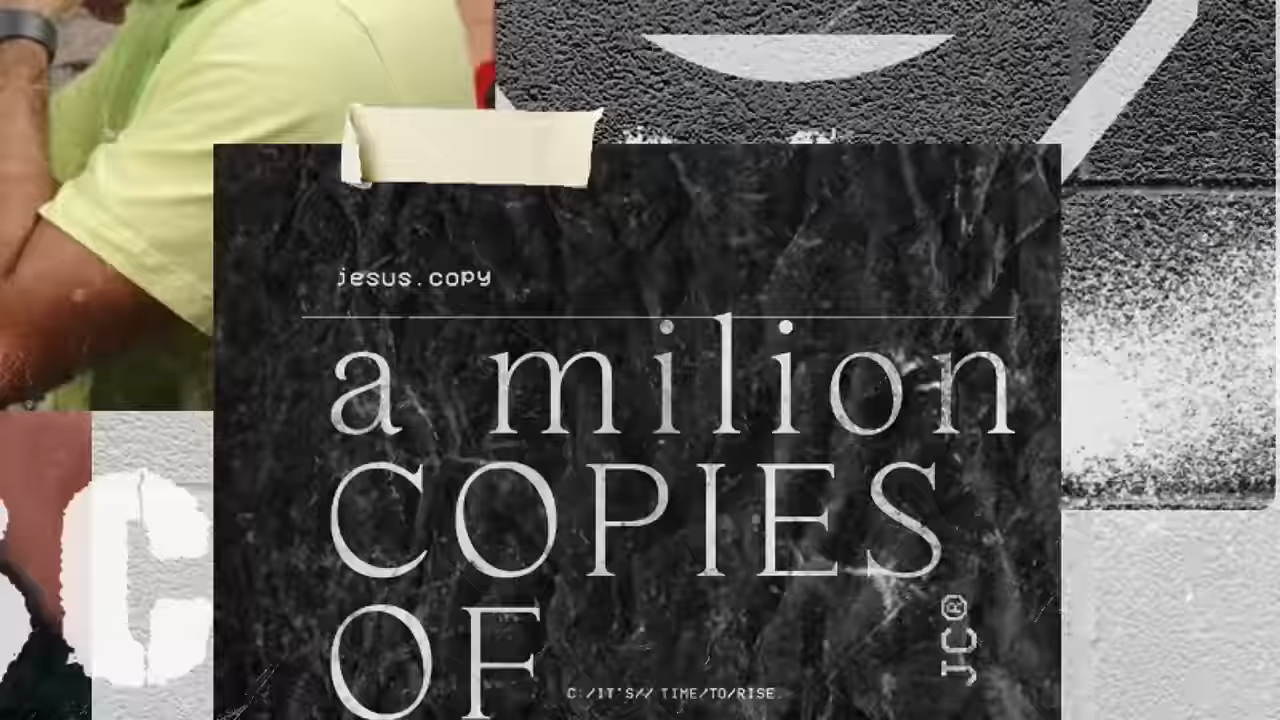 jesus.copy
a milion
COPIES
OF
JC®
C:/IT'S// TIME/TO/RISE.